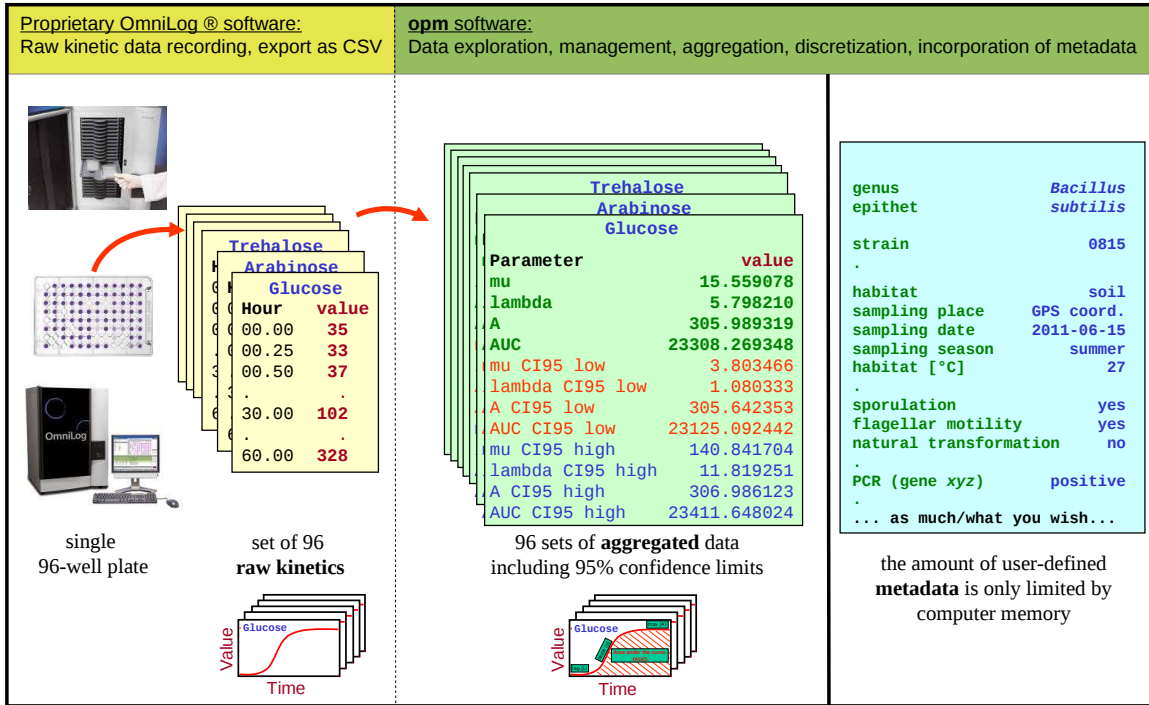 Proprietary OmniLog ® software:
Raw kinetic data recording, export as CSV
opm software:
Data exploration, management, aggregation, discretization, incorporation of metadata
OmniLog
single
96-well plate
Trehalose
Arabinose
Glucose
Hour value
00.00 35
00.25 33
00.50 37
. .
30.00 102
. .
60.00 328
set of 96
raw kinetics
Glucose
Value
Time
Trehalose
Arabinose
Glucose
Parameter value
mu 15.559078
lambda 5.798210
A 305.989319
AUC 23308.269348
mu CI95 low 3.803466
lambda CI95 low 1.080333
A CI95 low 305.642353
AUC CI95 low 23125.092442
mu CI95 high 140.841704
lambda CI95 high 11.819251
A CI95 high 306.986123
AUC CI95 high 23411.648024
96 sets of aggregated data
including 95% confidence limits
Glucose
Value
Time
genus Bacillus
epithet subtilis
strain 0815
.
habitat soil
sampling place GPS coord.
sampling date 2011-06-15
sampling season summer
habitat [°C] 27
.
sporulation yes
flagellar motility yes
natural transformation no
.
PCR (gene xyz) positive
.
... as much/what you wish...
the amount of user-defined
metadata is only limited by
computer memory